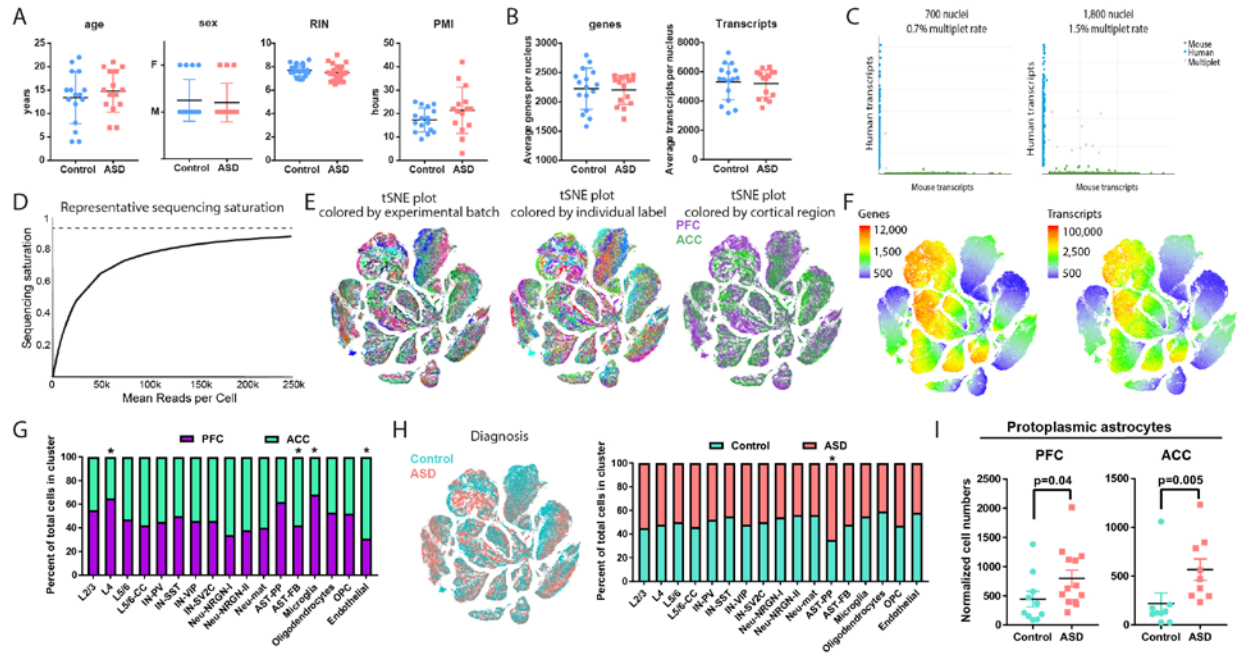 A
age
sex
RIN
PMI
years
25
20
15
10
5
0
Control ASD
F
M
Control ASD
10
8
6
4
2
0
Control ASD
hours
50
40
30
20
10
0
Control ASD
B
genes
Transcripts
Average genes per nucleus
3000
2500
2000
1500
1000
Control ASD
Average transcripts per nucleus
8000
6000
4000
2000
0
Control ASD
C
700 nuclei
0.7% multiplet rate
1,800 nuclei
1.5% multiplet rate
Mouse
Human
Multiplet
Human transcripts
Human transcripts
Mouse transcripts
Mouse transcripts
D
Representative sequencing saturation
Sequencing saturation
1
0.8
0.6
0.4
0.2
0 50k 100k 150k 200k 250k
Mean Reads per Cell
E
tSNE plot
colored by experimental batch
tSNE plot
colored by individual label
tSNE plot
colored by cortical region
PFC
ACC
F
Genes
12,000
1,500
500
Transcripts
100,000
2,500
500
G
PFC ACC
Percent of total cells in cluster
100
80
60
40
20
0
* * * *
L2/3
L4
L5/6
L5/6-CC
IN-PV
IN-SST
IN-VIP
IN-SV2C
Neu-NRGN-I
Neu-NRGN-II
Neu-mat
AST-PP
AST-FB
Microglia
Oligodendrocytes
OPC
Endothelial
H
Diagnosis
Control
ASD
Control ASD
Percent of total cells in cluster
100
80
60
40
20
0
*
L2/3
L4
L5/6
L5/6-CC
IN-PV
IN-SST
IN-VIP
IN-SV2C
Neu-NRGN-I
Neu-NRGN-II
Neu-mat
AST-PP
AST-FB
Microglia
Oligodendrocytes
OPC
Endothelial
I
Protoplasmic astrocytes
PFC
ACC
Normalized cell numbers
2500
2000
1500
1000
500
0
p=0.04
Control ASD
1500
1000
500
0
p=0.005
Control ASD